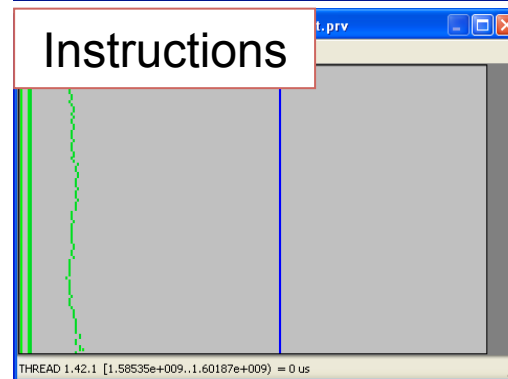 Instructions
t.prv
THREAD 1.42.1 [1.58535e+009..1.60187e+009) = 0 us